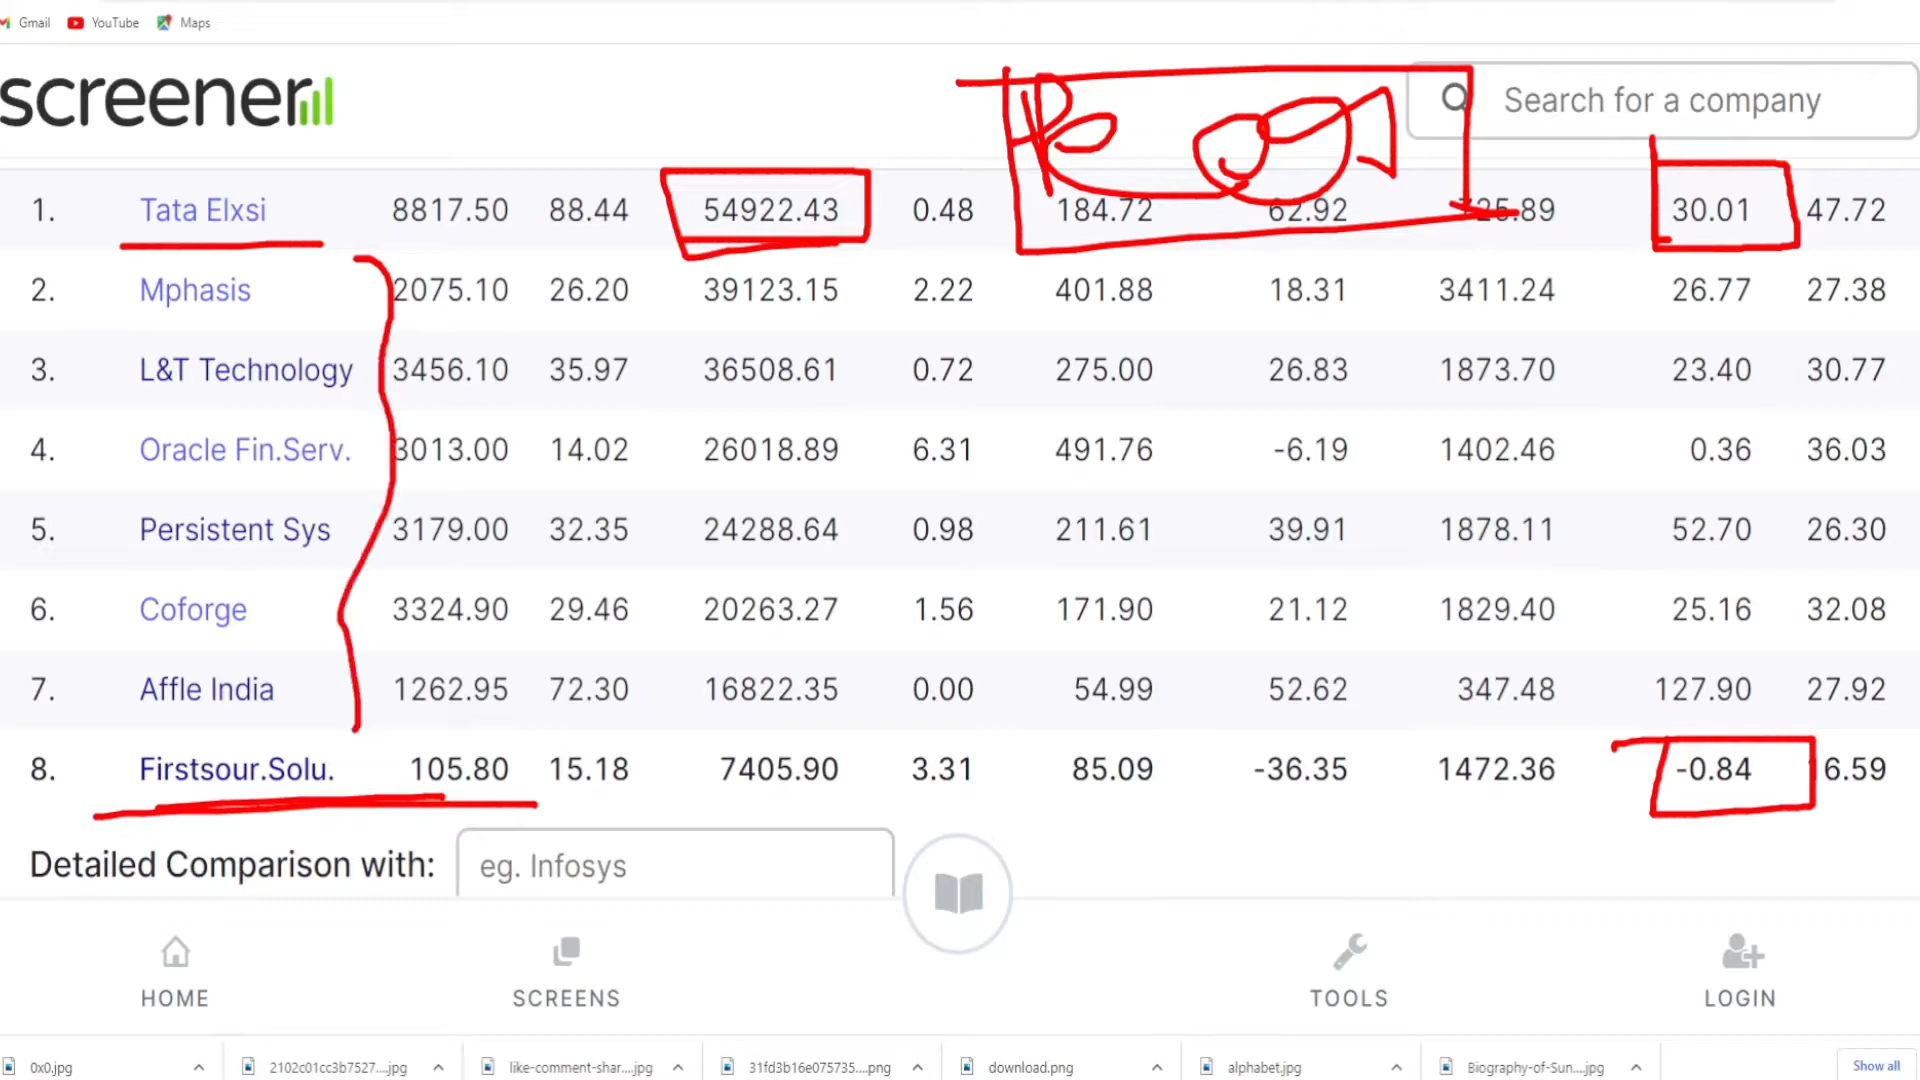 Gmail YouTube Maps
screener
Search for a company
1. Tata Elxsi 8817.50 88.44 54922.43 0.48 184.72 62.92 725.89 30.01 47.72
2. Mphasis 2075.10 26.20 39123.15 2.22 401.88 18.31 3411.24 26.77 27.38
3. L&T Technology 3456.10 35.97 36508.61 0.72 275.00 26.83 1873.70 23.40 30.77
4. Oracle Fin.Serv. 3013.00 14.02 26018.89 6.31 491.76 -6.19 1402.46 0.36 36.03
5. Persistent Sys 3179.00 32.35 24288.64 0.98 211.61 39.91 1878.11 52.70 26.30
6. Coforge 3324.90 29.46 20263.27 1.56 171.90 21.12 1829.40 25.16 32.08
7. Affle India 1262.95 72.30 16822.35 0.00 54.99 52.62 347.48 127.90 27.92
8. Firstsour.Solu. 105.80 15.18 7405.90 3.31 85.09 -36.35 1472.36 -0.84 6.59
Detailed Comparison with: eg. Infosys
HOME SCREENS TOOLS LOGIN
0x0.jpg 2102c01cc3b7527....jpg like-comment-shar....jpg 31fd3b16e075735....png download.png alphabet.jpg Biography-of-Sun....jpg Show all